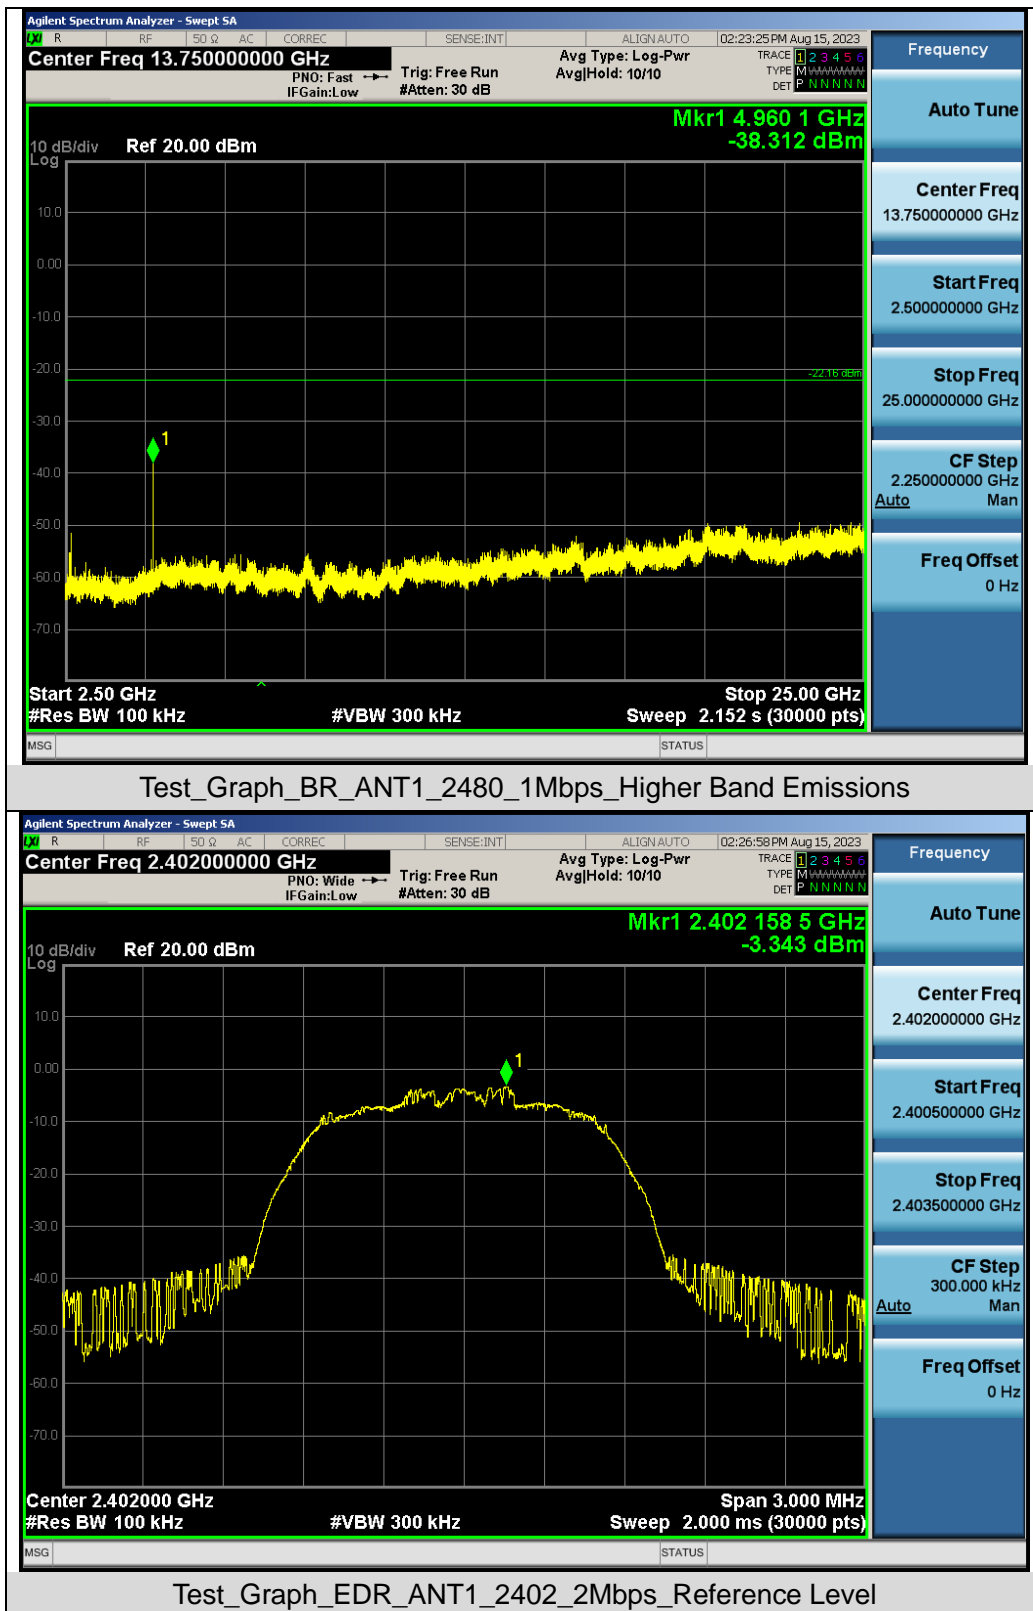 Agilent Spectrum Analyzer - Swept SA
LXI R RF 50 Ω AC CORREC SENSE:INT ALIGN AUTO 02:23:25 PM Aug 15, 2023
Center Freq 13.750000000 GHz
PNO: Fast
IFGain:Low
Trig: Free Run
#Atten: 30 dB
Avg Type: Log-Pwr
Avg|Hold: 10/10
TRACE 1 2 3 4 5 6
TYPE M
DET P N N N N N
Mkr1 4.960 1 GHz
-38.312 dBm
10 dB/div Ref 20.00 dBm
Log
10.0
0.00
-10.0
-20.0
-22.16 dBm
-30.0
1
-40.0
-50.0
-60.0
-70.0
Start 2.50 GHz Stop 25.00 GHz
#Res BW 100 kHz #VBW 300 kHz Sweep 2.152 s (30000 pts)
MSG STATUS
Frequency
Auto Tune
Center Freq
13.750000000 GHz
Start Freq
2.500000000 GHz
Stop Freq
25.000000000 GHz
CF Step
2.250000000 GHz
Auto Man
Freq Offset
0 Hz
Test_Graph_BR_ANT1_2480_1Mbps_Higher Band Emissions
Agilent Spectrum Analyzer - Swept SA
LXI R RF 50 Ω AC CORREC SENSE:INT ALIGN AUTO 02:26:58 PM Aug 15, 2023
Center Freq 2.402000000 GHz
PNO: Wide
IFGain:Low
Trig: Free Run
#Atten: 30 dB
Avg Type: Log-Pwr
Avg|Hold: 10/10
TRACE 1 2 3 4 5 6
TYPE M
DET P N N N N N
Mkr1 2.402 158 5 GHz
-3.343 dBm
10 dB/div Ref 20.00 dBm
Log
10.0
0.00
1
-10.0
-20.0
-30.0
-40.0
-50.0
-60.0
-70.0
Center 2.402000 GHz Span 3.000 MHz
#Res BW 100 kHz #VBW 300 kHz Sweep 2.000 ms (30000 pts)
MSG STATUS
Frequency
Auto Tune
Center Freq
2.402000000 GHz
Start Freq
2.400500000 GHz
Stop Freq
2.403500000 GHz
CF Step
300.000 kHz
Auto Man
Freq Offset
0 Hz
Test_Graph_EDR_ANT1_2402_2Mbps_Reference Level